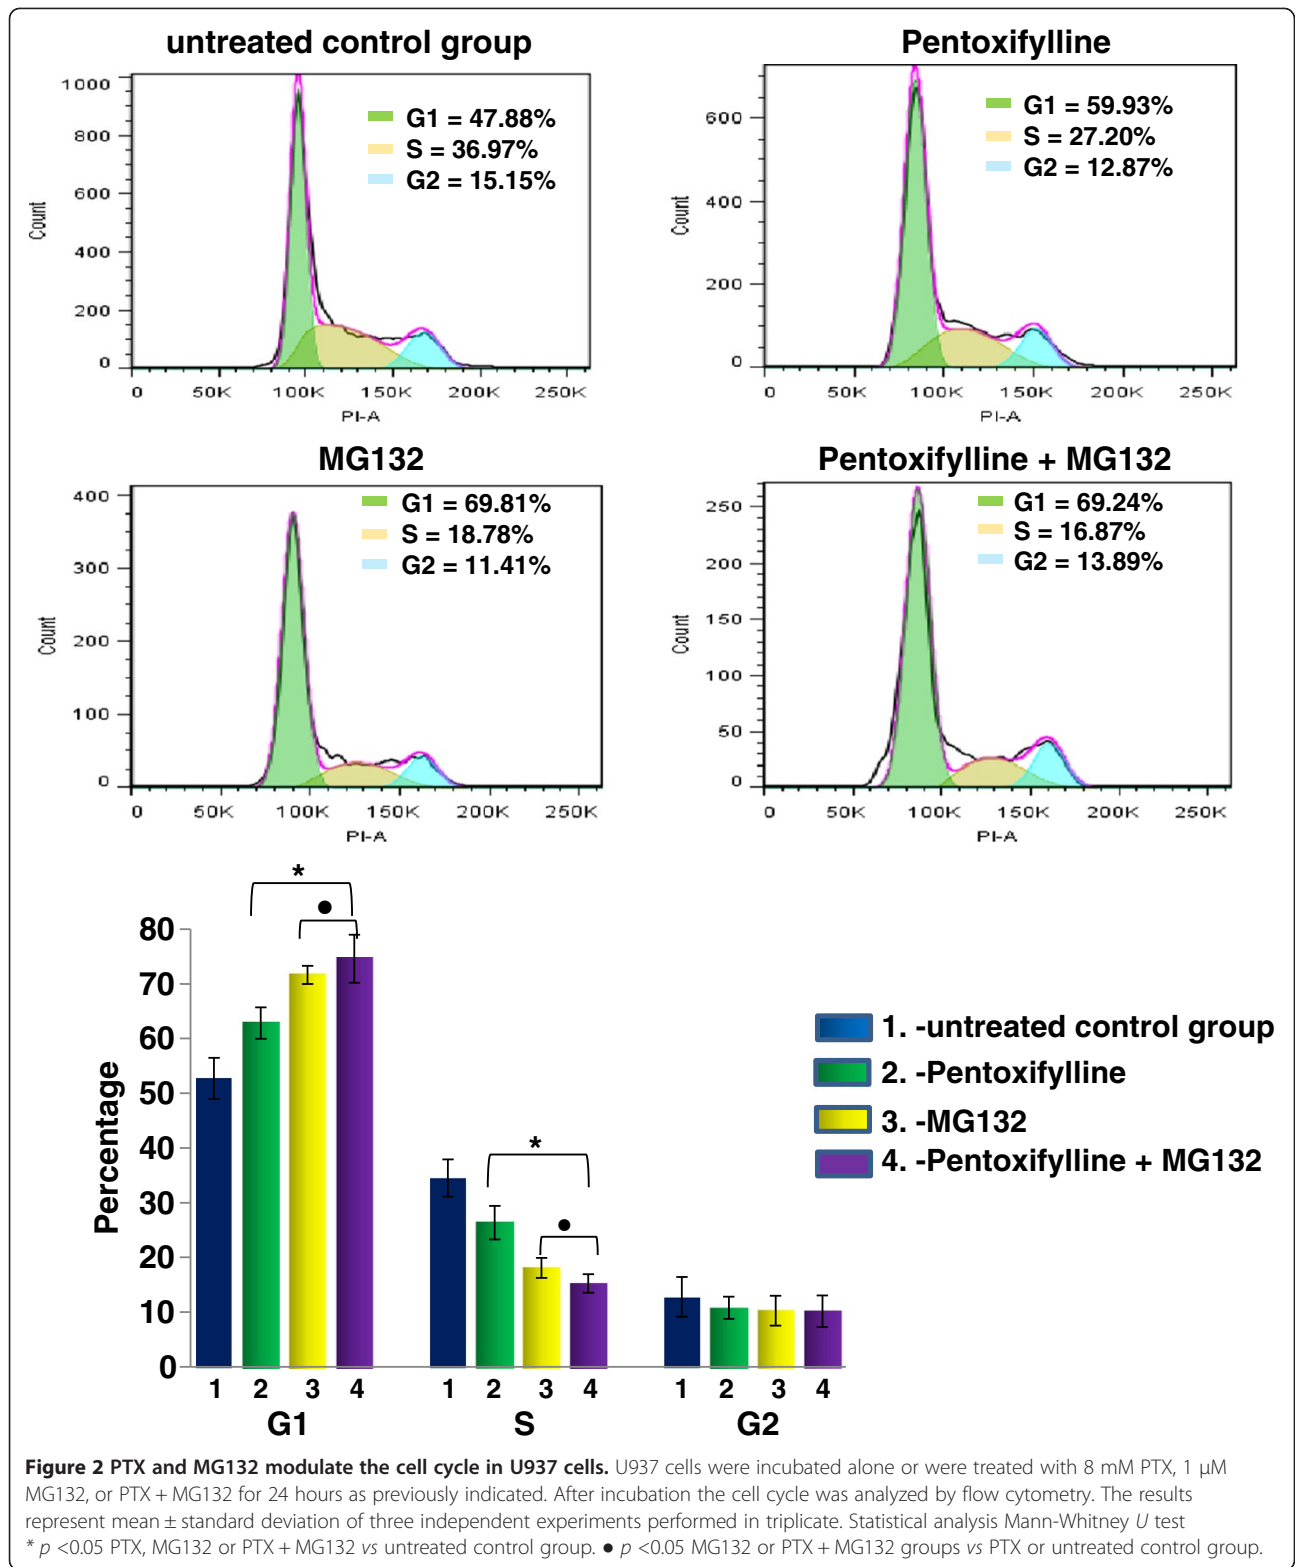 untreated control group
1000
800
600
400
200
0
Count
G1 = 47.88%
S = 36.97%
G2 = 15.15%
0 50K 100K 150K 200K 250K
PI-A
Pentoxifylline
600
400
200
0
Count
G1 = 59.93%
S = 27.20%
G2 = 12.87%
0 50K 100K 150K 200K 250K
PI-A
MG132
400
300
200
100
0
Count
G1 = 69.81%
S = 18.78%
G2 = 11.41%
0 50K 100K 150K 200K 250K
PI-A
Pentoxifylline + MG132
250
200
150
100
50
0
Count
G1 = 69.24%
S = 16.87%
G2 = 13.89%
0 50K 100K 150K 200K 250K
PI-A
*
●
*
●
80
70
60
50
40
30
20
10
0
Percentage
1 2 3 4 1 2 3 4 1 2 3 4
G1 S G2
1. -untreated control group
2. -Pentoxifylline
3. -MG132
4. -Pentoxifylline + MG132
Figure 2 PTX and MG132 modulate the cell cycle in U937 cells. U937 cells were incubated alone or were treated with 8 mM PTX, 1 μM
MG132, or PTX + MG132 for 24 hours as previously indicated. After incubation the cell cycle was analyzed by flow cytometry. The results
represent mean ± standard deviation of three independent experiments performed in triplicate. Statistical analysis Mann-Whitney U test
* p <0.05 PTX, MG132 or PTX + MG132 vs untreated control group. ● p <0.05 MG132 or PTX + MG132 groups vs PTX or untreated control group.